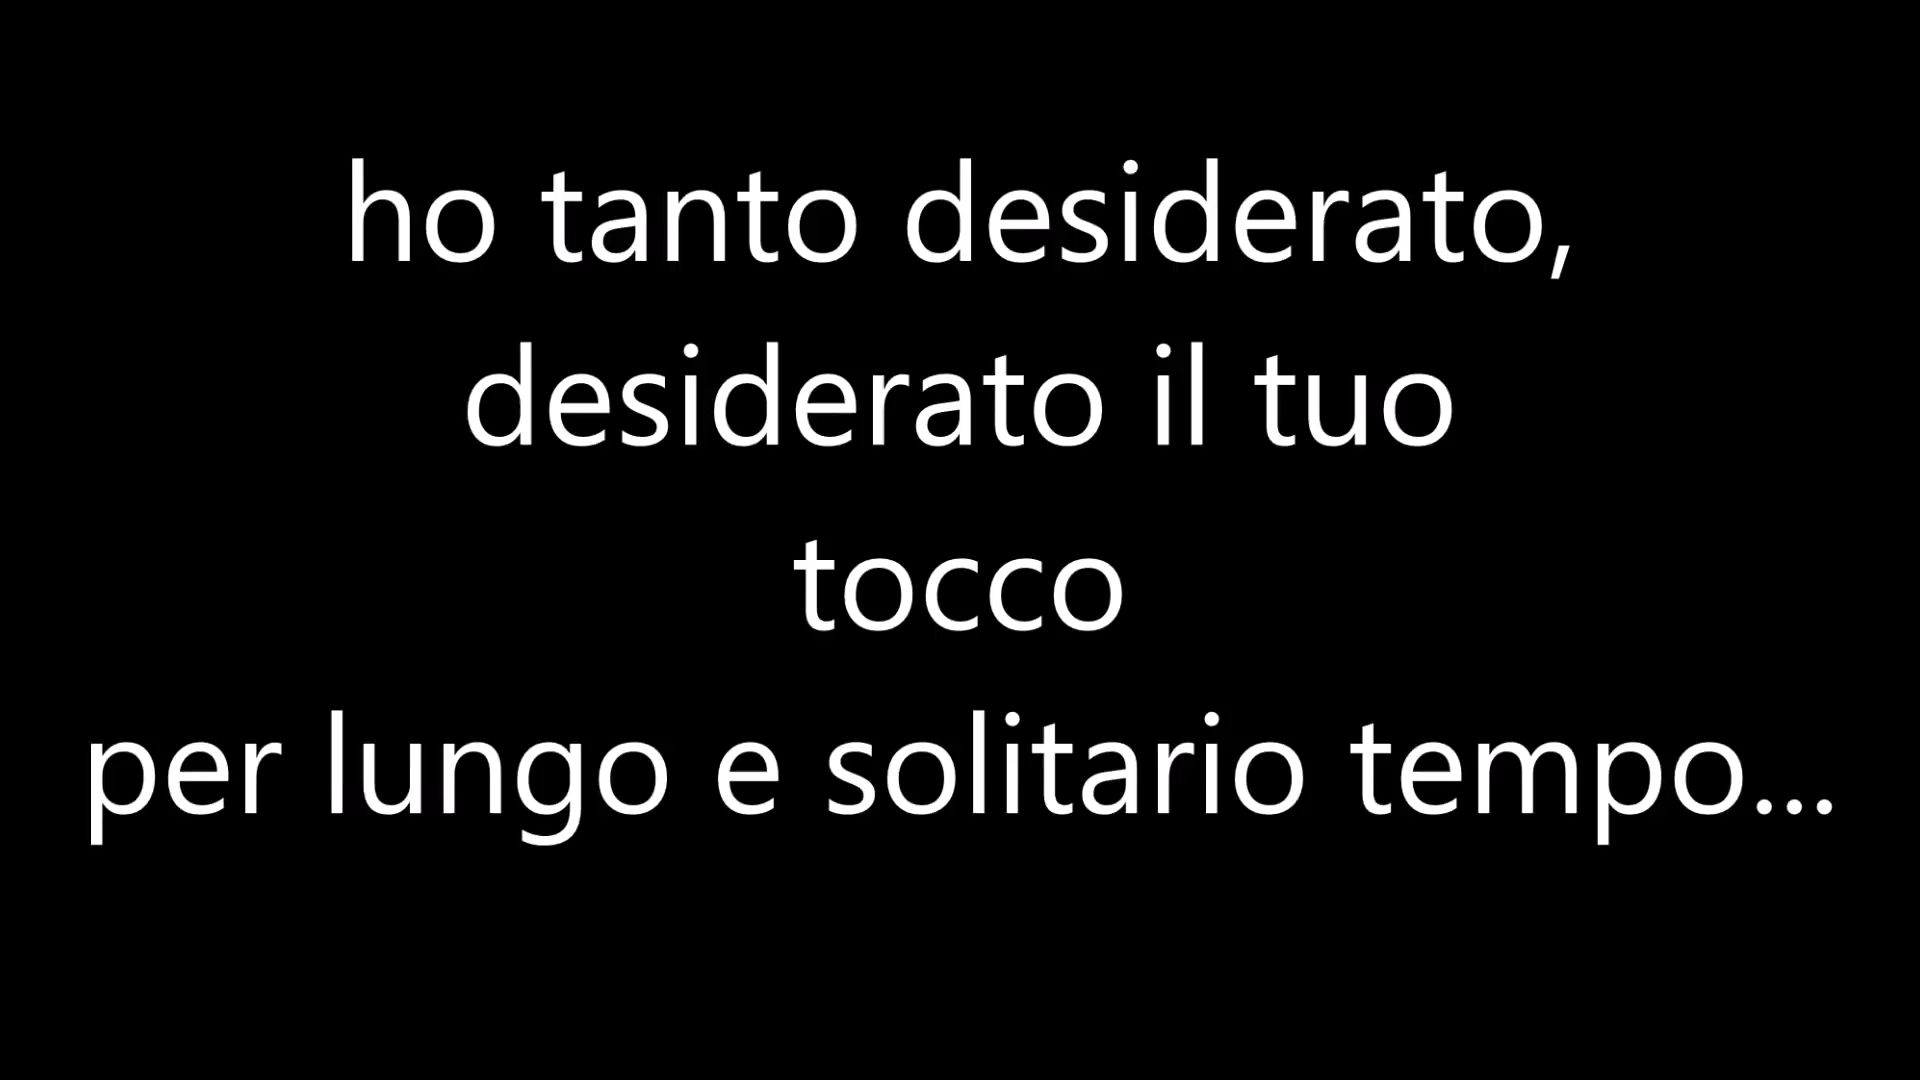 ho tanto desiderato,
desiderato il tuo
tocco
per lungo e solitario tempo...